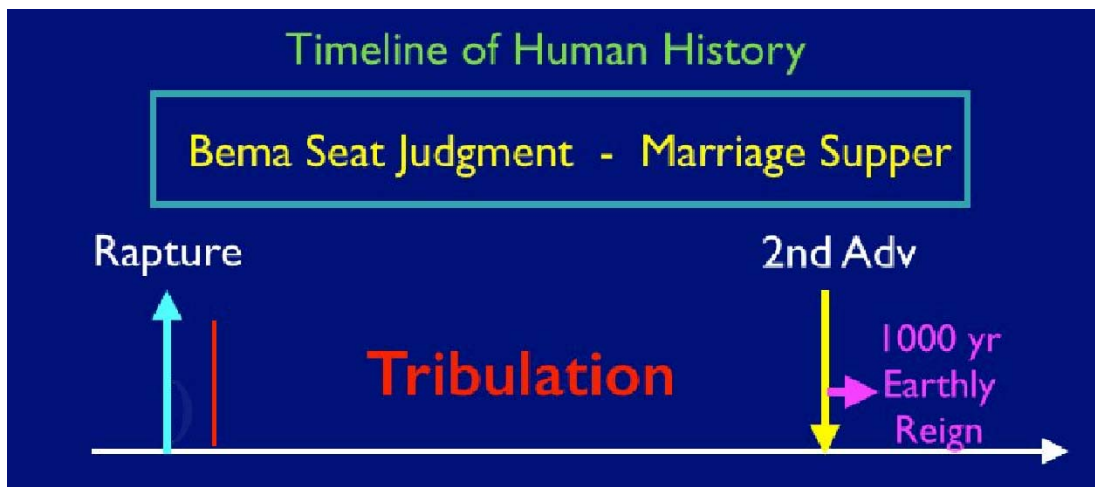 Timeline of Human History
Bema Seat Judgment - Marriage Supper
Rapture
2nd Adv
Tribulation
1000 yr
Earthly
Reign